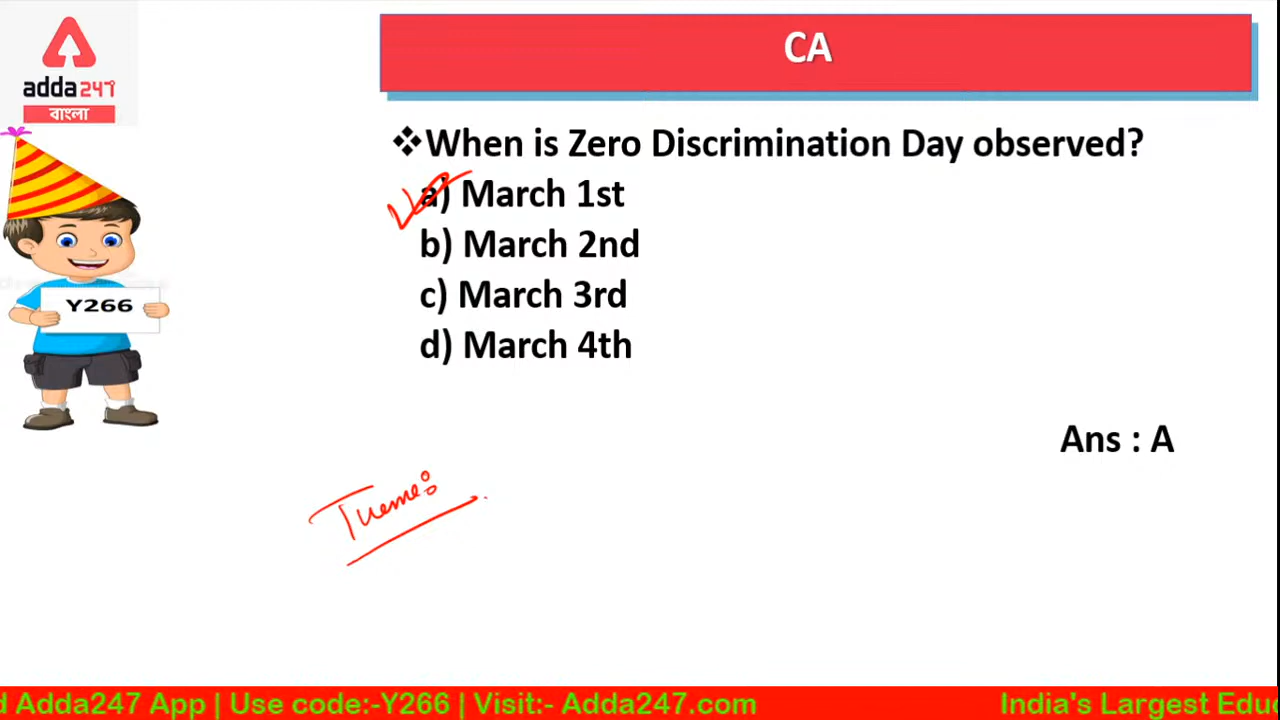 adda247
বাংলা
CA
❖When is Zero Discrimination Day observed?
a) March 1st
b) March 2nd
c) March 3rd
d) March 4th
Y266
Ans : A
Theme:
d Adda247 App | Use code:-Y266 | Visit:- Adda247.com
India's Largest Educ